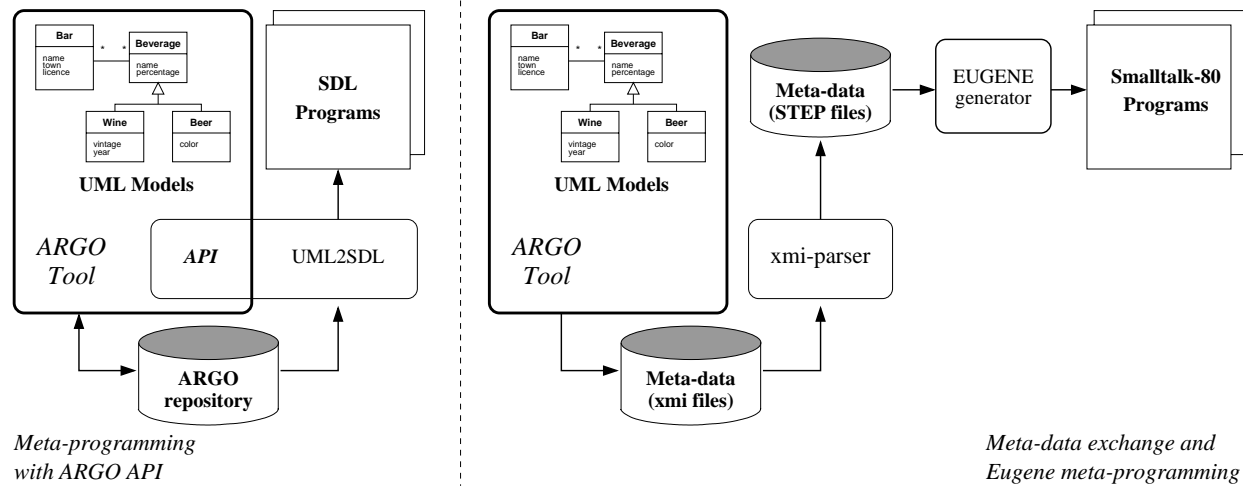 Bar
name
town
licence
*
*
Beverage
name
percentage
Wine
vintage
year
Beer
color
UML Models
SDL
Programs
ARGO
Tool
API
UML2SDL
ARGO
repository
Meta-programming
with ARGO API
Bar
name
town
licence
*
*
Beverage
name
percentage
Wine
vintage
year
Beer
color
UML Models
ARGO
Tool
Meta-data
(xmi files)
xmi-parser
Meta-data
(STEP files)
EUGENE
generator
Smalltalk-80
Programs
Meta-data exchange and
Eugene meta-programming